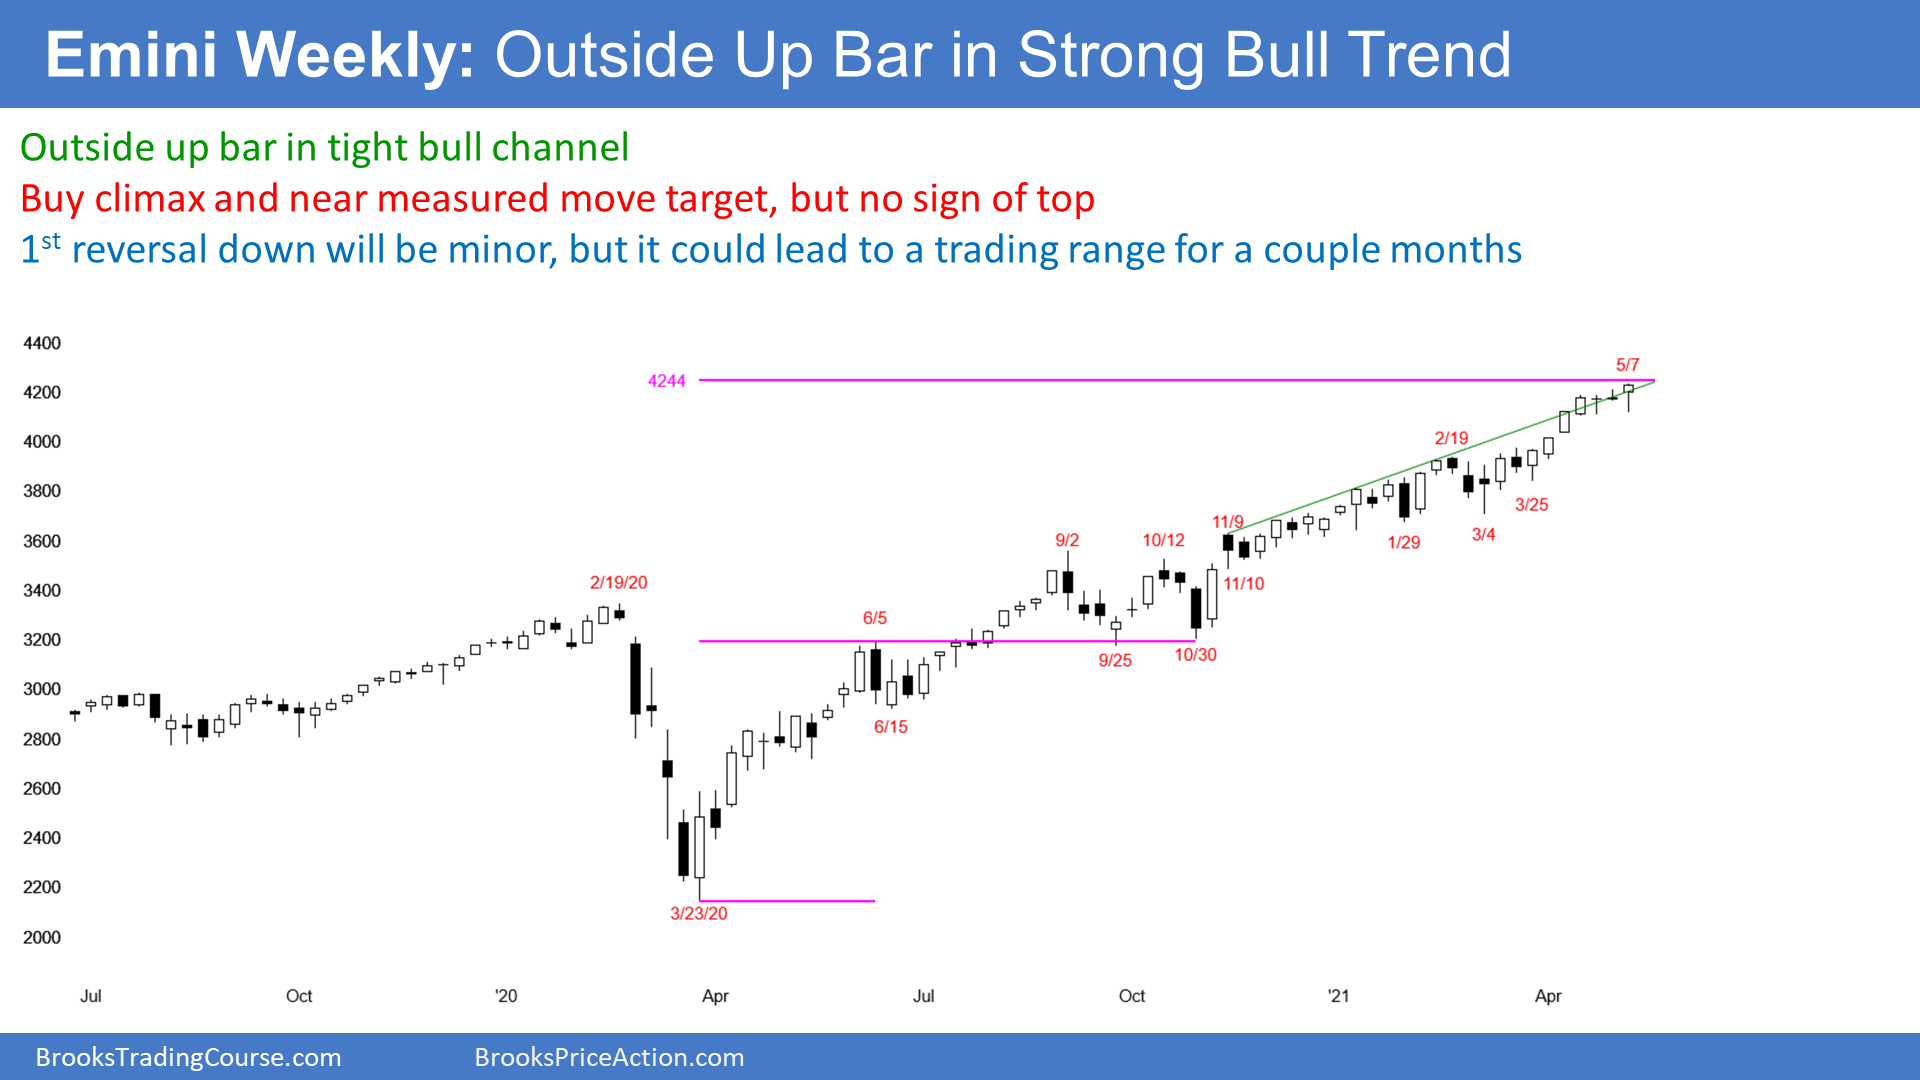 Emini Weekly: Outside Up Bar in Strong Bull Trend
Outside up bar in tight bull channel
Buy climax and near measured move target, but no sign of top
1st reversal down will be minor, but it could lead to a trading range for a couple months
4400
4200
4000
3800
3600
3400
3200
3000
2800
2600
2400
2200
2000
4244
5/7
2/19
3/25
3/4
1/29
11/9
11/10
10/12
9/2
10/30
9/25
6/5
6/15
2/19/20
3/23/20
Jul
Oct
'20
Apr
Jul
Oct
'21
Apr
BrooksTradingCourse.com
BrooksPriceAction.com